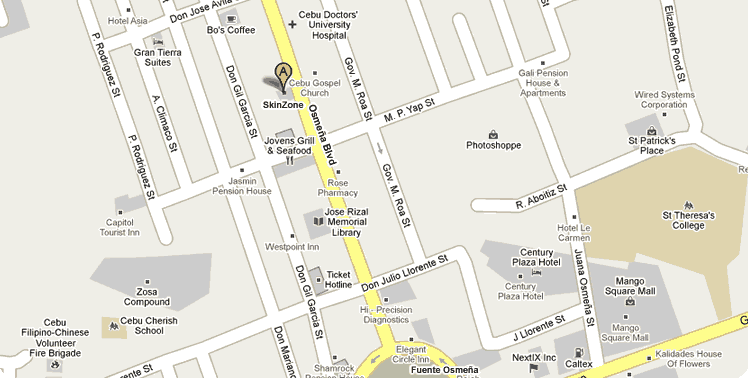 Don Jose Avila
Hotel Asia
Bo's Coffee
Cebu Doctors'
University
Hospital
Gran Tierra
Suites
P. Rodriguez St
A. Climaco St
P. Rodriguez St
Don Gil Garcia St
A
SkinZone
Cebu Gospel
Church
Osmeña Blvd
Gov. M. Roa St
M. P. Yap St
Gali Pension
House &
Apartments
Elizabeth Pond St
Wired Systems
Corporation
Jovens Grill
& Seafood
Photoshoppe
St Patrick's
Place
Re
Jasmin
Pension House
Rose
Pharmacy
Gov. M. Roa St
R. Aboitiz St
Capitol
Tourist Inn
Jose Rizal
Memorial
Library
Hotel Le
Carmen
St Theresa's
College
Westpoint Inn
Century
Plaza Hotel
Century
Plaza Hotel
Juana Osmeña St
Mango
Square Mall
Mango
Square Mall
Zosa
Compound
Don Gil Garcia St
Ticket
Hotline
Don Julio Llorente St
Cebu
Filipino-Chinese
Volunteer
Fire Brigade
Cebu Cherish
School
Don Mariano
Hi - Precision
Diagnostics
J Llorente St
G
Shamrock
Pension House
Elegant
Circle Inn
Fuente Osmeña
NextIX Inc
Caltex
Kalidades House
Of Flowers